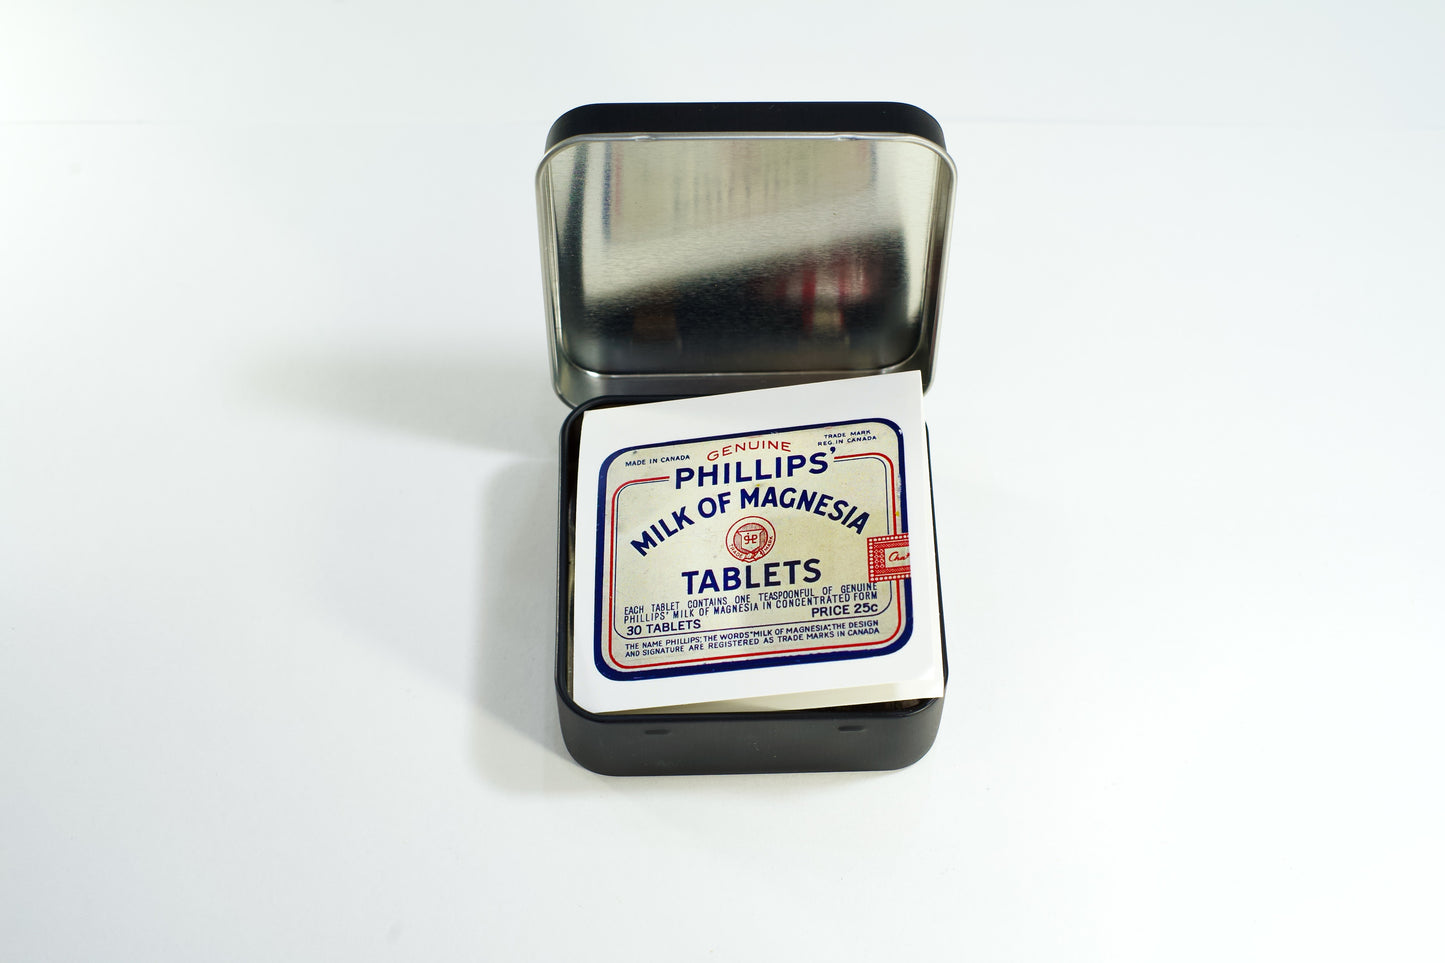 MADE IN CANADA
GENUINE
TRADE MARK
REG. IN CANADA
PHILLIPS'
MILK OF MAGNESIA
TRADE MARK
TABLETS
EACH TABLET CONTAINS ONE TEASPOONFUL OF GENUINE
PHILLIPS' MILK OF MAGNESIA IN CONCENTRATED FORM
30 TABLETS
PRICE 25c
THE NAME PHILLIPS', THE WORDS "MILK OF MAGNESIA", THE DESIGN
AND SIGNATURE ARE REGISTERED AS TRADE MARKS IN CANADA